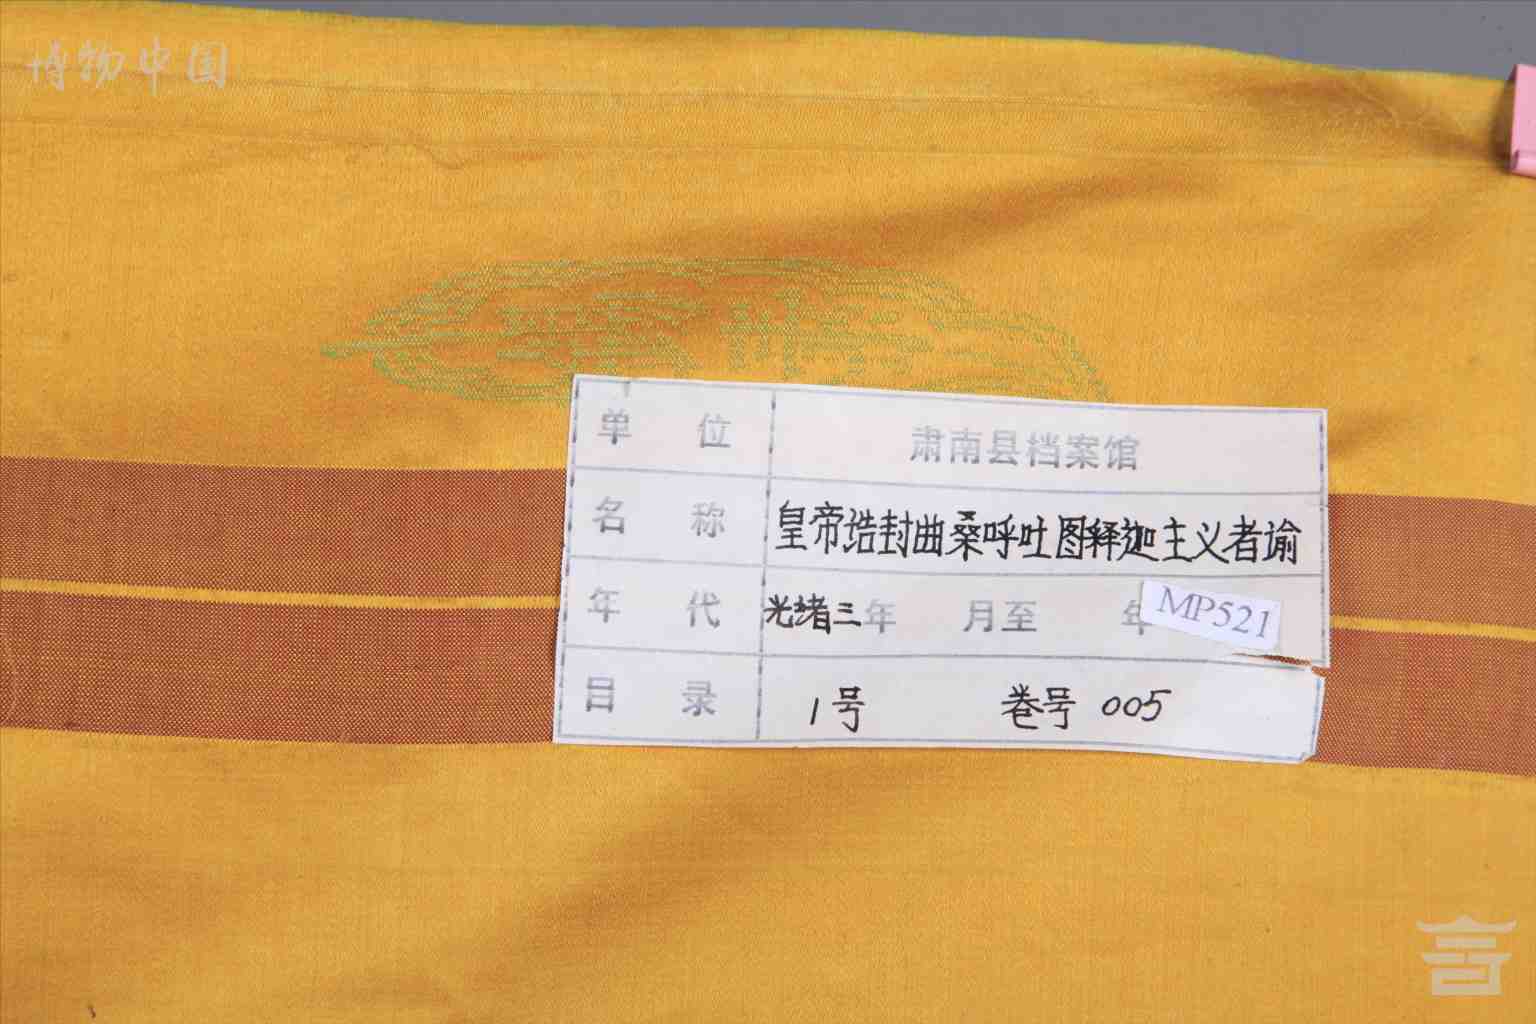 博物中国
单 位 肃南县档案馆
名 称 皇帝诰封曲桑呼吐图释迦主义者谕
年 代 光绪三年 月至 年
MP521
目 录 1号 卷号 005